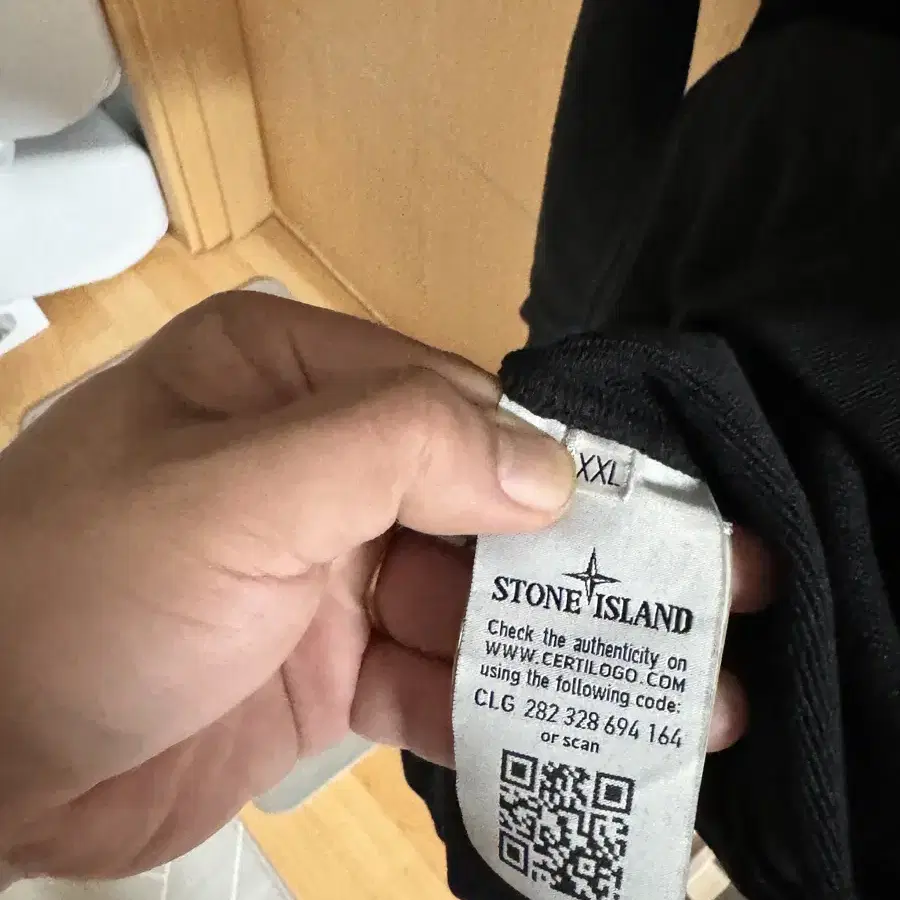 XXL
STONE ISLAND
Check the authenticity on
WWW.CERTILOGO.COM
using the following code:
CLG 282 328 694 164
or scan